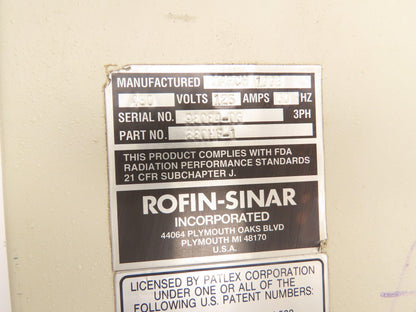 MANUFACTURED
VOLTS 125 AMPS HZ
SERIAL NO. 3PH
PART NO.
THIS PRODUCT COMPLIES WITH FDA
RADIATION PERFORMANCE STANDARDS
21 CFR SUBCHAPTER J.
ROFIN-SINAR
INCORPORATED
44064 PLYMOUTH OAKS BLVD
PLYMOUTH MI 48170
U.S.A.
LICENSED BY PATLEX CORPORATION
UNDER ONE OR ALL OF THE
FOLLOWING U.S. PATENT NUMBERS: